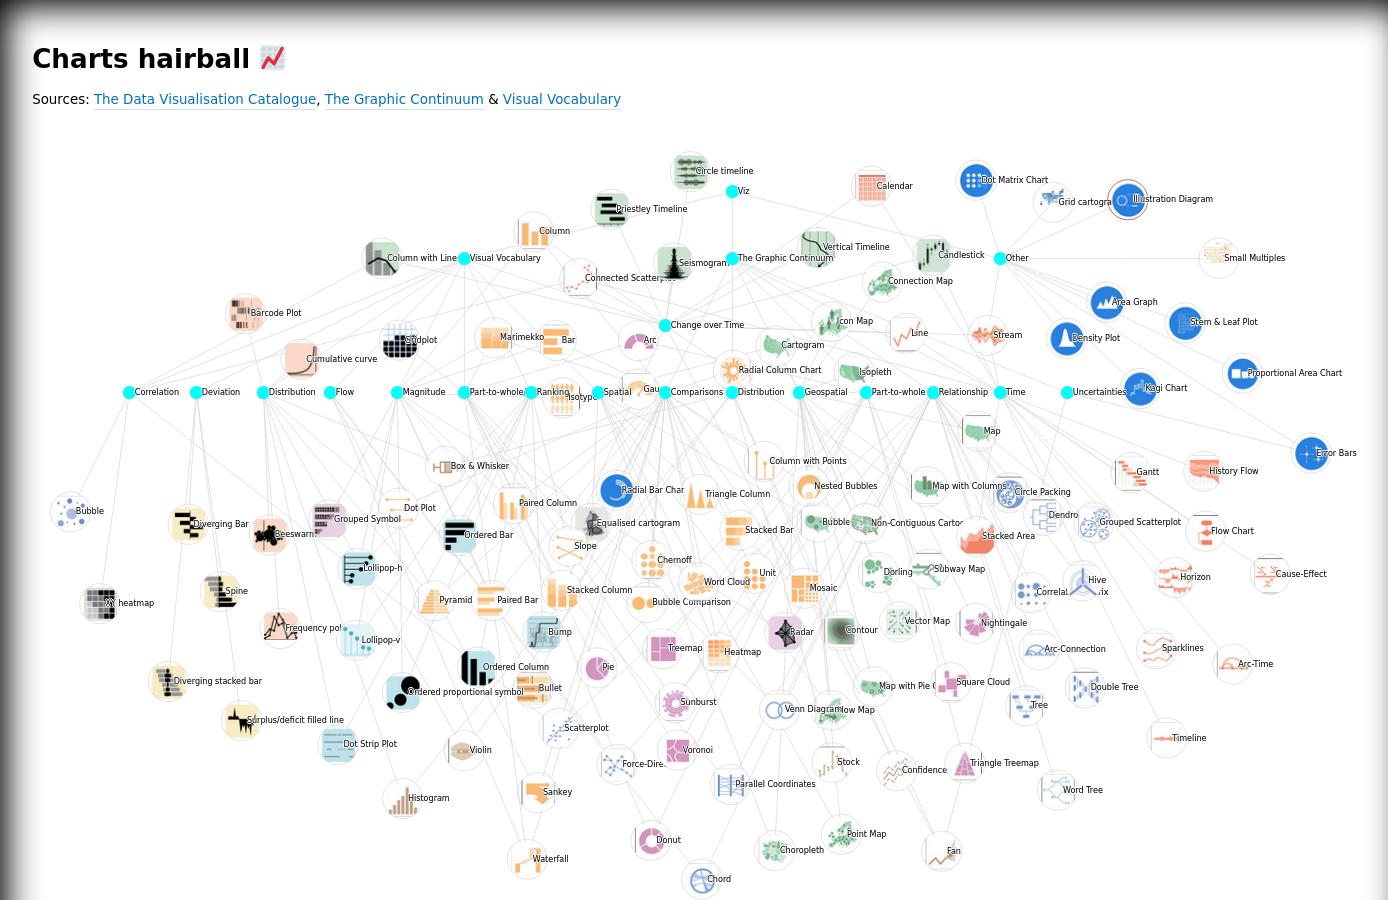 Charts hairball
Sources: The Data Visualisation Catalogue, The Graphic Continuum & Visual Vocabulary
Circle timeline
Viz
Calendar
Dot Matrix Chart
Grid cartogra
Illustration Diagram
Priestley Timeline
Column
Vertical Timeline
Column with Line
Visual Vocabulary
Seismogram
The Graphic Continuum
Candlestick
Other
Small Multiples
Connected Scatterp
Connection Map
Area Graph
Barcode Plot
Change over Time
Icon Map
Line
Stream
Stem & Leaf Plot
Marimekko
Bar
Arc
Cartogram
Density Plot
Cumulative curve
Radial Column Chart
Isopleth
Proportional Area Chart
Correlation
Deviation
Distribution
Flow
Magnitude
Part-to-whole
Ranking
Isotype
Spatial
Gau
Comparisons
Distribution
Geospatial
Part-to-whole
Relationship
Time
Uncertainties
Kagi Chart
Map
Error Bars
Box & Whisker
Column with Points
Gantt
History Flow
Radial Bar Char
Triangle Column
Nested Bubbles
Map with Columns
Circle Packing
Bubble
Diverging Bar
Grouped Symbol
Dot Plot
Paired Column
Equalised cartogram
Stacked Bar
Bubble
Non-Contiguous Cartog
Dendro
Grouped Scatterplot
Beeswarm
Ordered Bar
Slope
Stacked Area
Flow Chart
Lollipop-h
Chernoff
Word Cloud
Unit
Dorling
Subway Map
Horizon
Cause-Effect
XY heatmap
Spine
Pyramid
Paired Bar
Stacked Column
Bubble Comparison
Mosaic
Correlat
rix
Hive
Frequency pol
Lollipop-v
Bump
Radar
Contour
Vector Map
Nightingale
Treemap
Heatmap
Arc-Connection
Sparklines
Arc-Time
Diverging stacked bar
Ordered Column
Ordered proportional symbol
Bullet
Pie
Map with Pie C
Square Cloud
Double Tree
Surplus/deficit filled line
Sunburst
Venn Diagram
low Map
Tree
Dot Strip Plot
Violin
Scatterplot
Force-Dire
Voronoi
Stock
Confidence
Triangle Treemap
Timeline
Histogram
Sankey
Parallel Coordinates
Word Tree
Waterfall
Donut
Choropleth
Point Map
Fan
Chord